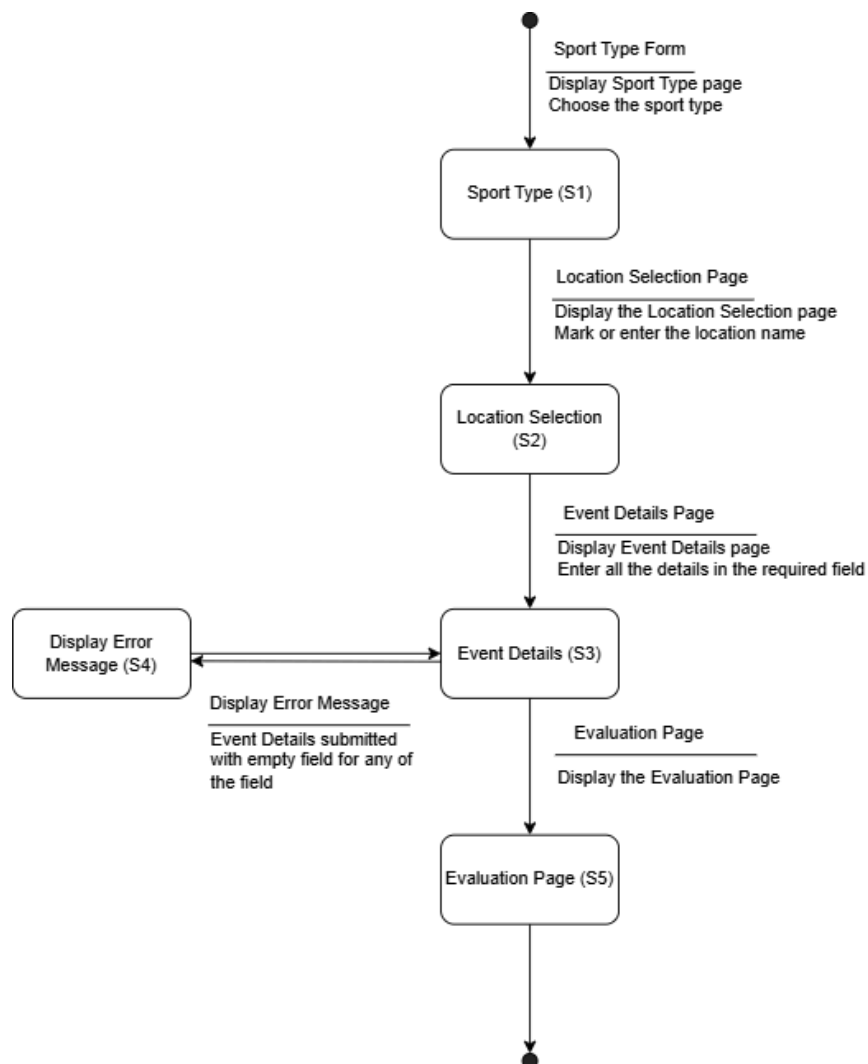 Sport Type Form
Display Sport Type page
Choose the sport type
Sport Type (S1)
Location Selection Page
Display the Location Selection page
Mark or enter the location name
Location Selection
(S2)
Event Details Page
Display Event Details page
Enter all the details in the required field
Display Error
Message (S4)
Event Details (S3)
Display Error Message
Event Details submitted
with empty field for any of
the field
Evaluation Page
Display the Evaluation Page
Evaluation Page (S5)